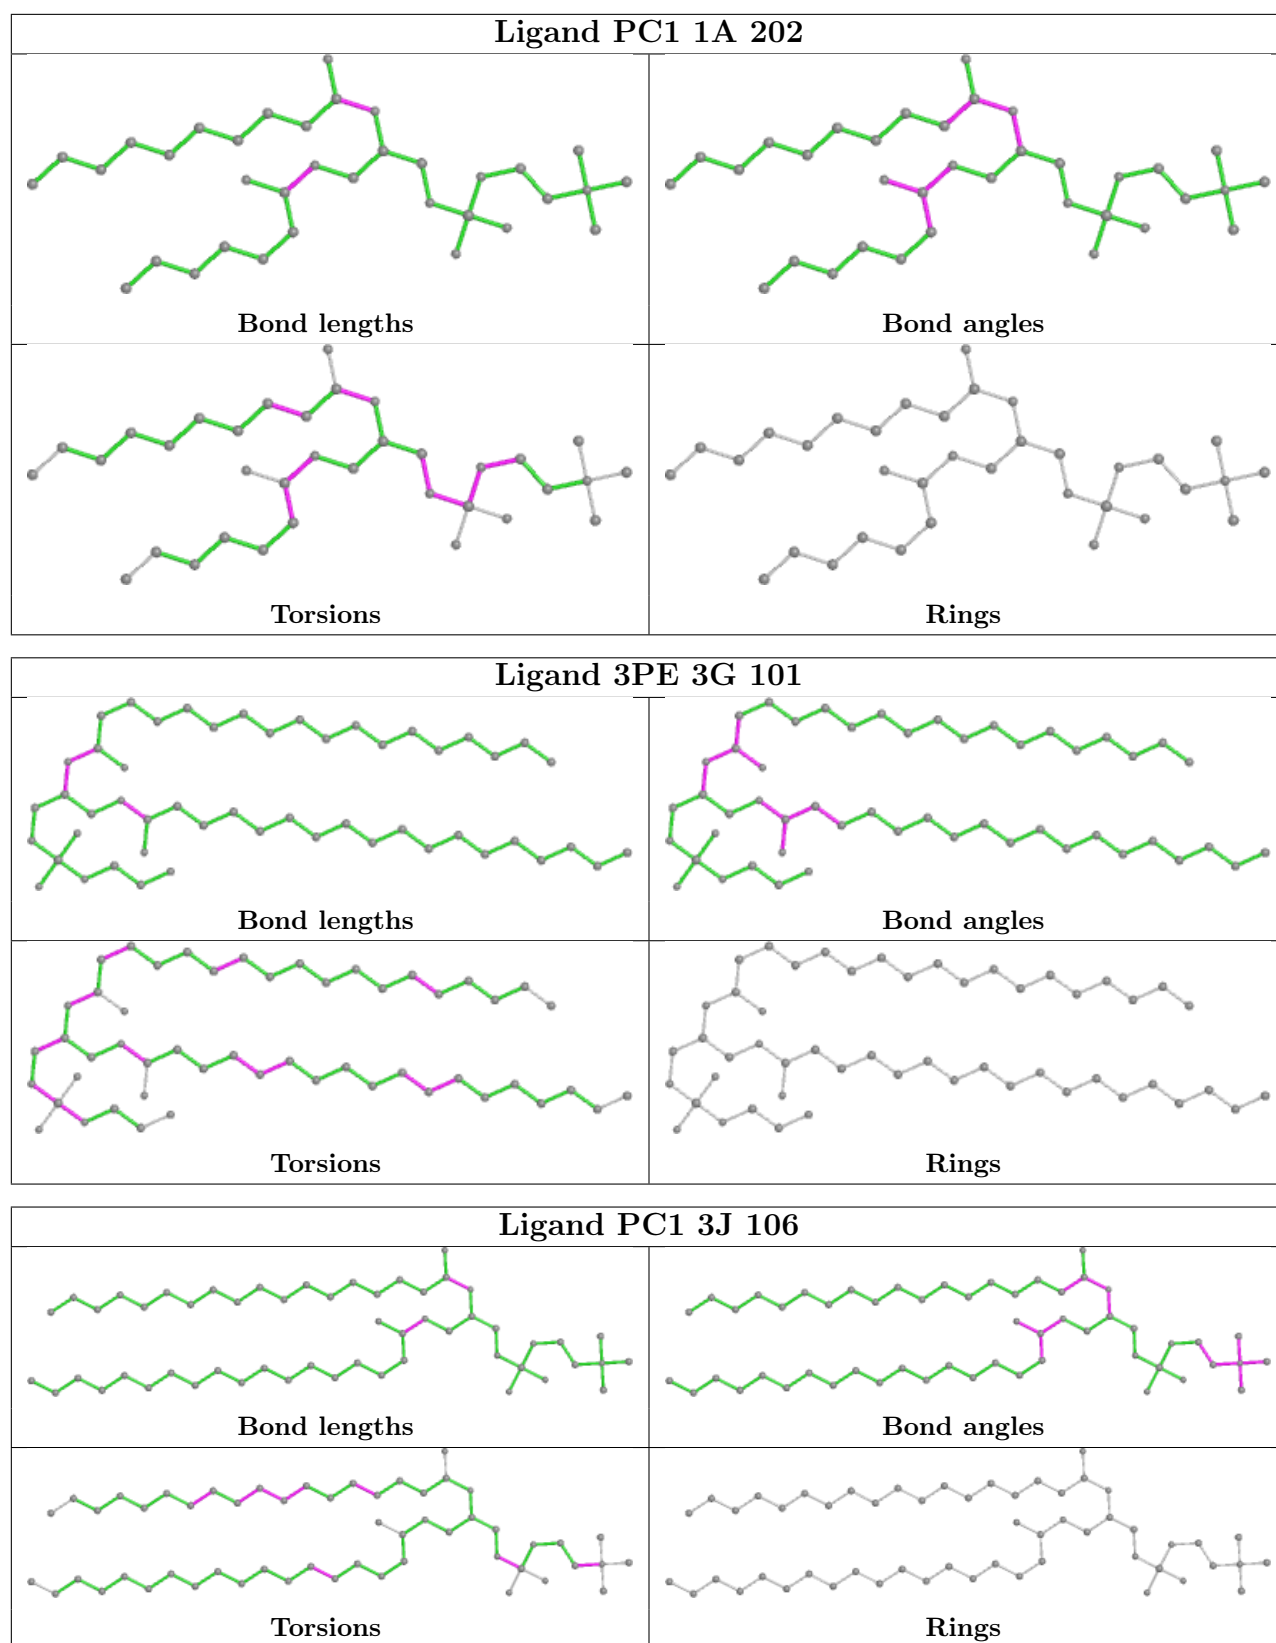 Ligand PC1 1A 202
Bond lengths
Bond angles
Torsions
Rings
Ligand 3PE 3G 101
Bond lengths
Bond angles
Torsions
Rings
Ligand PC1 3J 106
Bond lengths
Bond angles
Torsions
Rings